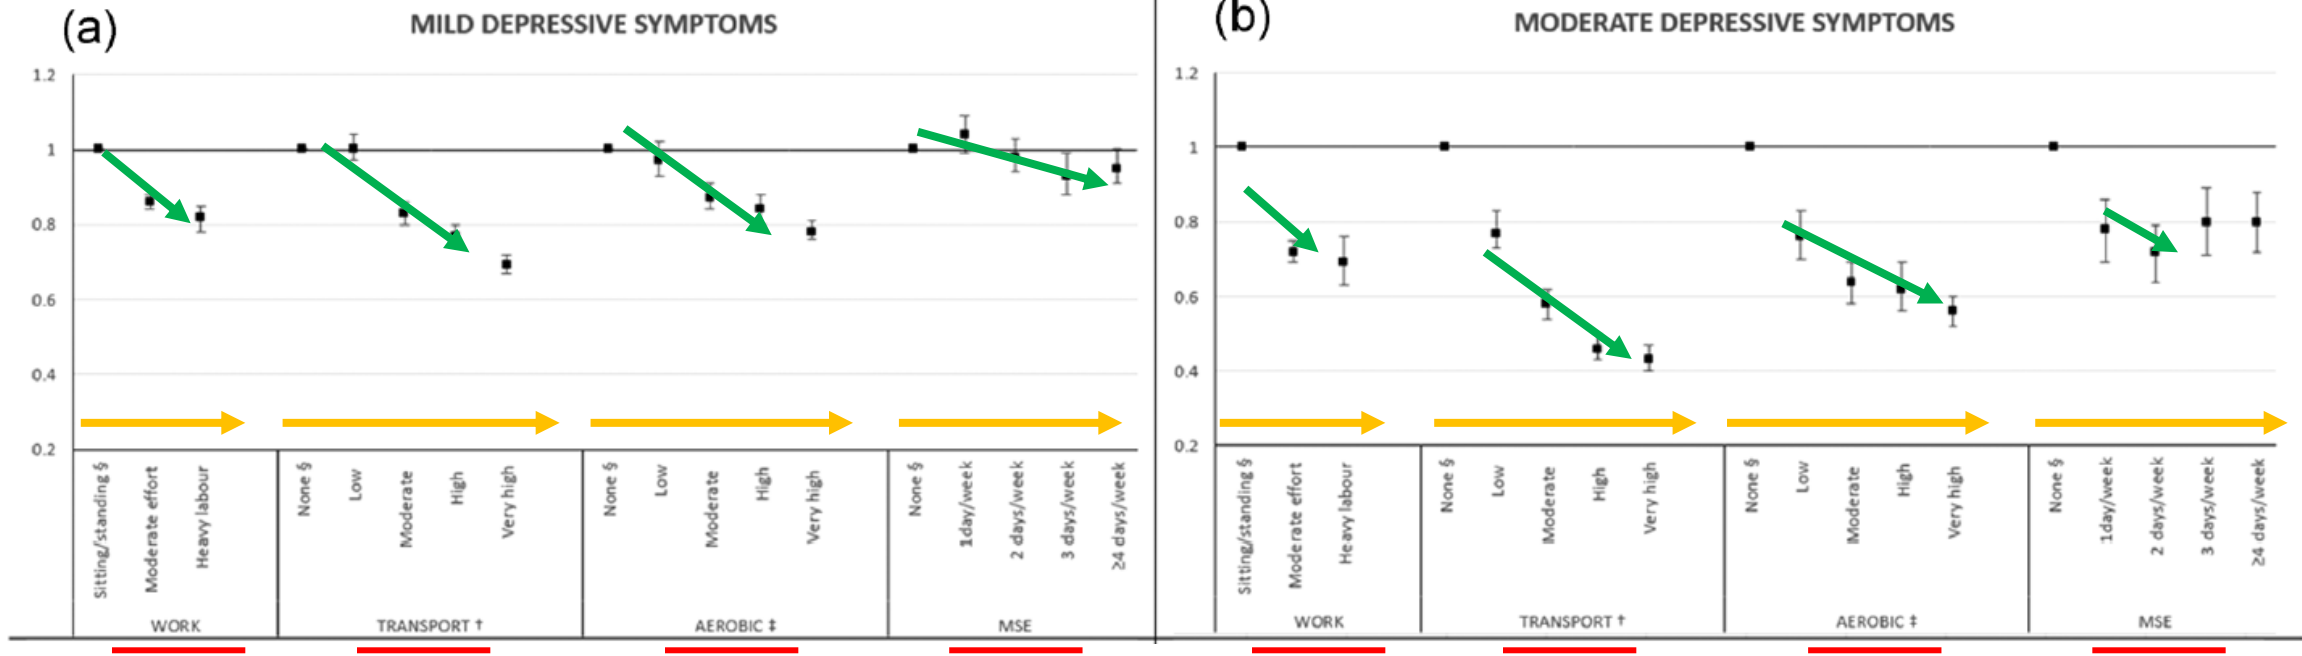 (a)
MILD DEPRESSIVE SYMPTOMS
1.2
1
0.8
0.6
0.4
0.2
Sitting/standing §
Moderate effort
Heavy labour
None §
Low
Moderate
High
Very high
None §
Low
Moderate
High
Very high
None §
1day/week
2 days/week
3 days/week
≥4 days/week
WORK
TRANSPORT †
AEROBIC ‡
MSE
(b)
MODERATE DEPRESSIVE SYMPTOMS
1.2
1
0.8
0.6
0.4
0.2
Sitting/standing §
Moderate effort
Heavy labour
None §
Low
Moderate
High
Very high
None §
Low
Moderate
High
Very high
None §
1day/week
2 days/week
3 days/week
≥4 days/week
WORK
TRANSPORT †
AEROBIC ‡
MSE